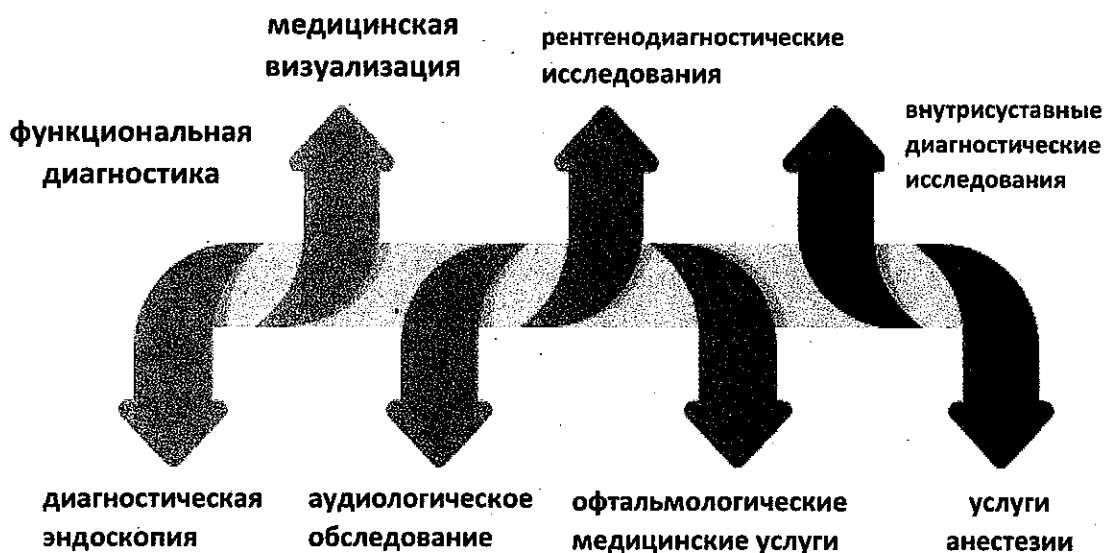 медицинская
визуализация
рентгенодиагностические
исследования
функциональная
диагностика
внутрисуставные
диагностические
исследования
диагностическая
эндоскопия
аудиологическое
обследование
офтальмологические
медицинские услуги
услуги
анестезии